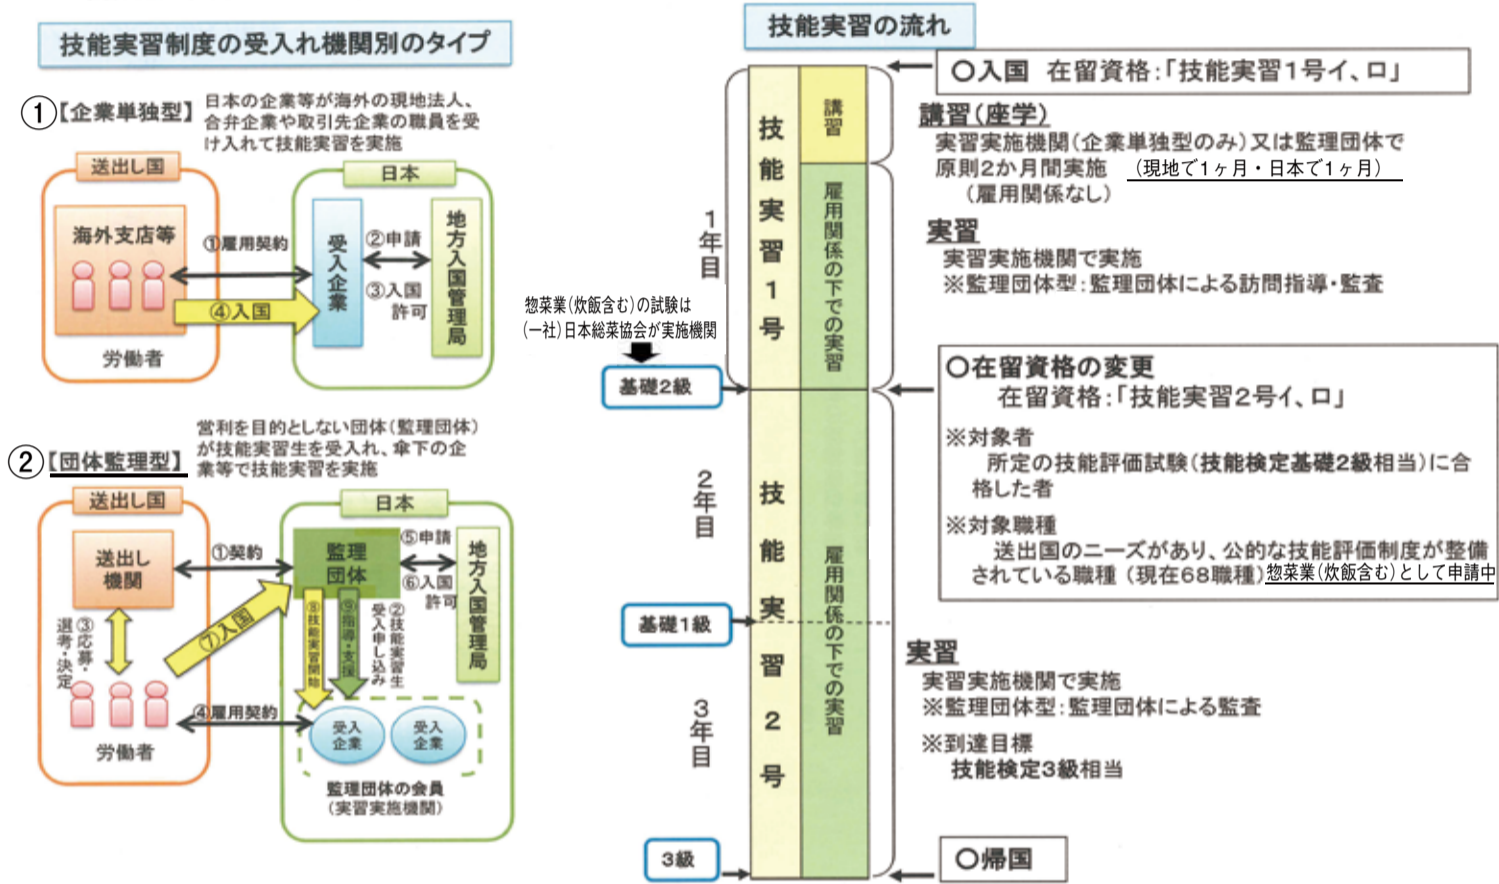 技能実習制度の受入れ機関別のタイプ
①【企業単独型】
日本の企業等が海外の現地法人、
合弁企業や取引先企業の職員を受
け入れて技能実習を実施
送出し国
日本
海外支店等
①雇用契約
受入企業
②申請
③入国
許可
地方入国管理局
④入国
労働者
②【団体監理型】
営利を目的としない団体(監理団体)
が技能実習生を受入れ、傘下の企
業等で技能実習を実施
送出し国
日本
送出し
機関
①契約
監理
団体
⑤申請
⑥入国
許可
地方入国管理局
③応募・
選考・決定
⑦入国
⑧技能実習開始
⑨指導・支援
②技能実習生
受入申し込み
④雇用契約
労働者
受入
企業
受入
企業
監理団体の会員
(実習実施機関)
技能実習の流れ
1年目
技能実習1号
講習
雇用関係の下での実習
惣菜業(炊飯含む)の試験は
(一社)日本総菜協会が実施機関
基礎2級
2年目
技能実習2号
雇用関係の下での実習
基礎1級
3年目
3級
○入国 在留資格:「技能実習1号イ、ロ」
講習(座学)
実習実施機関(企業単独型のみ)又は監理団体で
原則2か月間実施 (現地で1ヶ月・日本で1ヶ月)
(雇用関係なし)
実習
実習実施機関で実施
※監理団体型:監理団体による訪問指導・監査
○在留資格の変更
在留資格:「技能実習2号イ、ロ」
※対象者
所定の技能評価試験(技能検定基礎2級相当)に合
格した者
※対象職種
送出国のニーズがあり、公的な技能評価制度が整備
されている職種 (現在68職種) 惣菜業(炊飯含む)として申請中
実習
実習実施機関で実施
※監理団体型:監理団体による監査
※到達目標
技能検定3級相当
○帰国